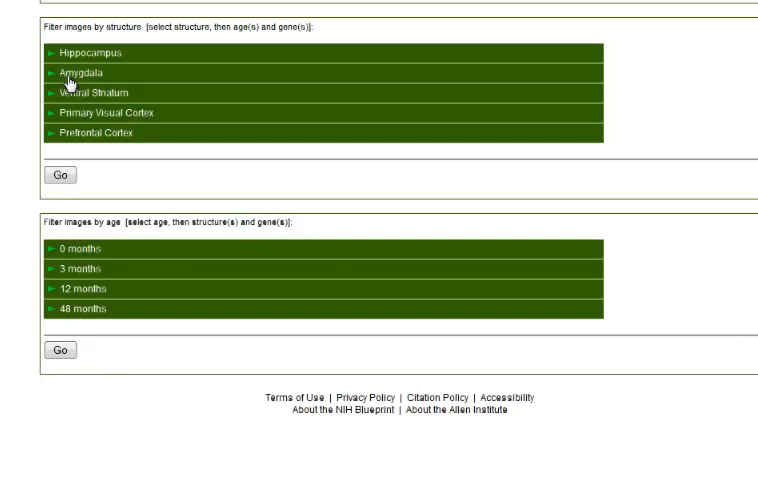 Filter images by structure [select structure, then age(s) and gene(s)]:
Hippocampus
Amygdala
Ventral Striatum
Primary Visual Cortex
Prefrontal Cortex
Go
Filter images by age [select age, then structure(s) and gene(s)]:
0 months
3 months
12 months
48 months
Go
Terms of Use | Privacy Policy | Citation Policy | Accessibility
About the NIH Blueprint | About the Allen Institute